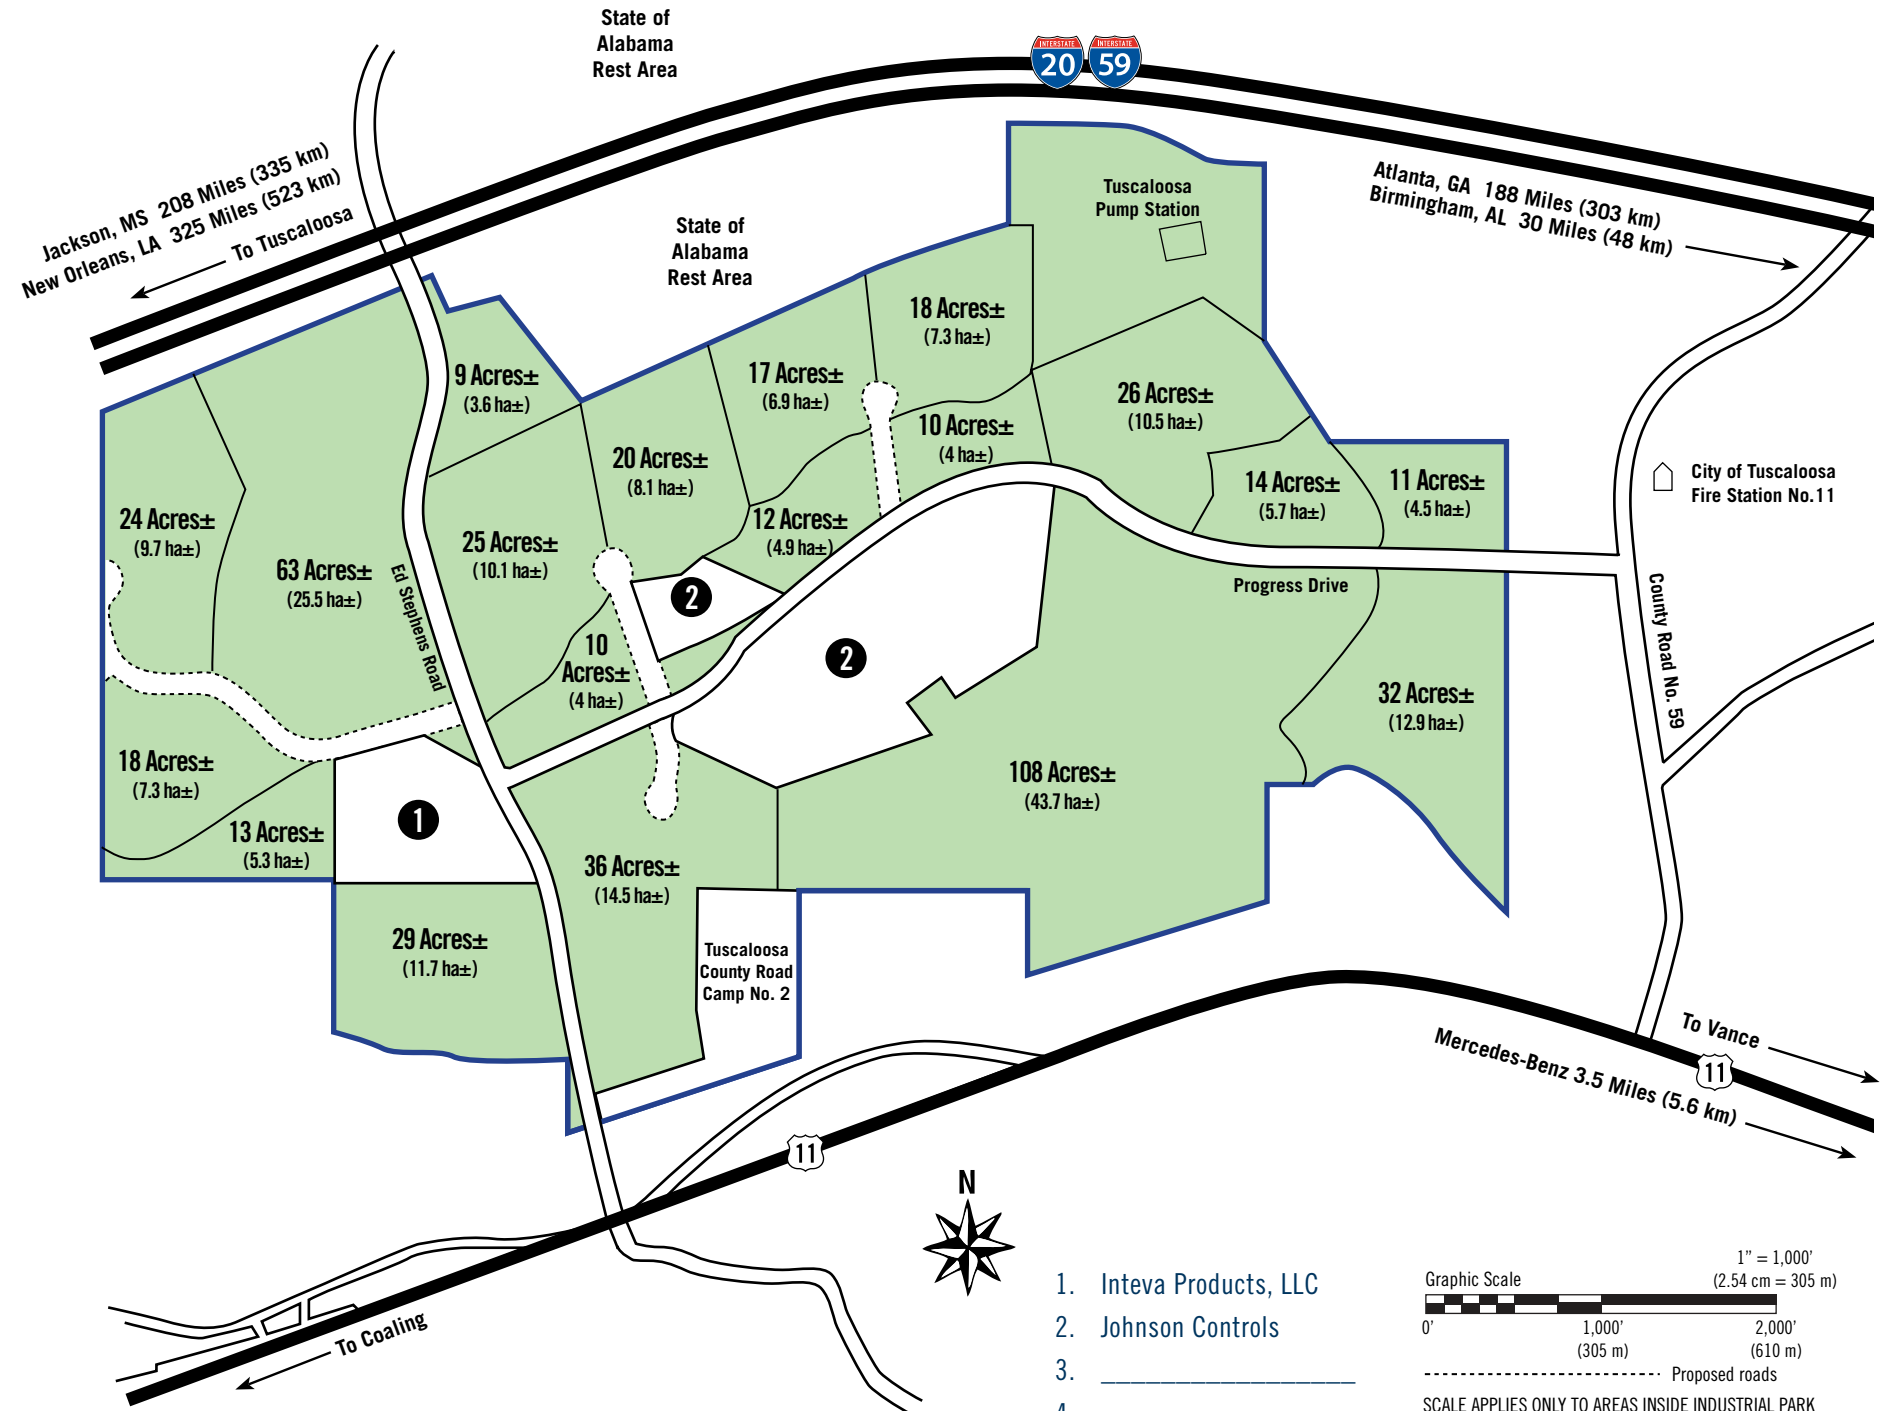 State of
Alabama
Rest Area
INTERSTATE
20
INTERSTATE
59
Jackson, MS 208 Miles (335 km)
New Orleans, LA 325 Miles (523 km)
To Tuscaloosa
Atlanta, GA 188 Miles (303 km)
Birmingham, AL 30 Miles (48 km)
State of
Alabama
Rest Area
Tuscaloosa
Pump Station
18 Acres±
(7.3 ha±)
9 Acres±
(3.6 ha±)
17 Acres±
(6.9 ha±)
26 Acres±
(10.5 ha±)
10 Acres±
(4 ha±)
20 Acres±
(8.1 ha±)
14 Acres±
(5.7 ha±)
11 Acres±
(4.5 ha±)
City of Tuscaloosa
Fire Station No.11
24 Acres±
(9.7 ha±)
12 Acres±
(4.9 ha±)
25 Acres±
(10.1 ha±)
63 Acres±
(25.5 ha±)
Ed Stephens Road
Progress Drive
County Road No. 59
2
10
Acres±
(4 ha±)
2
32 Acres±
(12.9 ha±)
18 Acres±
(7.3 ha±)
108 Acres±
(43.7 ha±)
1
13 Acres±
(5.3 ha±)
36 Acres±
(14.5 ha±)
29 Acres±
(11.7 ha±)
Tuscaloosa
County Road
Camp No. 2
To Vance
Mercedes-Benz 3.5 Miles (5.6 km)
11
11
N
To Coaling
1. Inteva Products, LLC
2. Johnson Controls
3. _________________
1” = 1,000’
Graphic Scale
(2.54 cm = 305 m)
0’
1,000’
2,000’
(305 m)
(610 m)
Proposed roads
SCALE APPLIES ONLY TO AREAS INSIDE INDUSTRIAL PARK